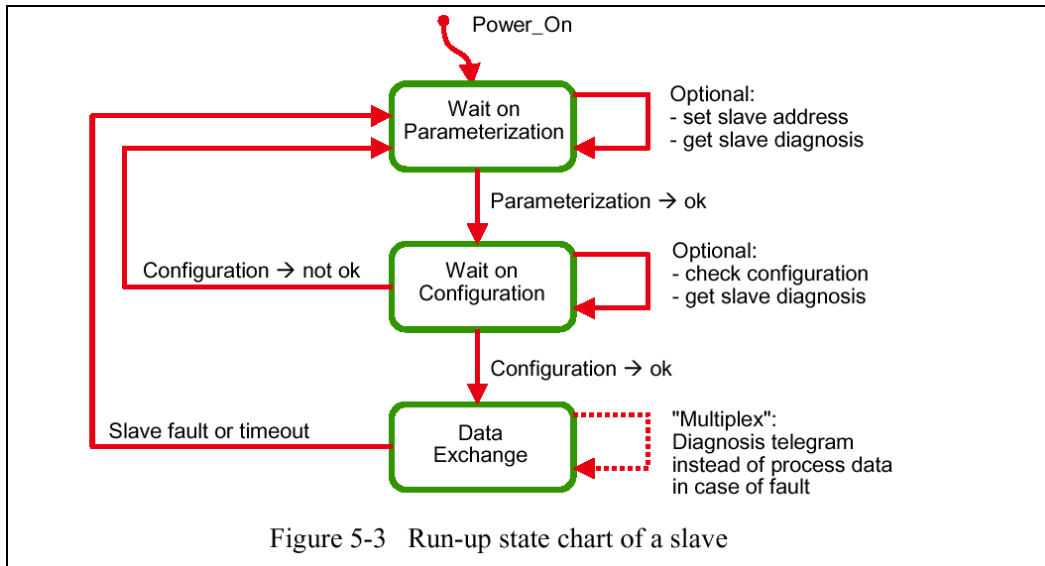 Power_On
Wait on
Parameterization
Optional:
- set slave address
- get slave diagnosis
Parameterization → ok
Configuration → not ok
Wait on
Configuration
Optional:
- check configuration
- get slave diagnosis
Configuration → ok
Slave fault or timeout
Data
Exchange
"Multiplex":
Diagnosis telegram
instead of process data
in case of fault
Figure 5-3 Run-up state chart of a slave